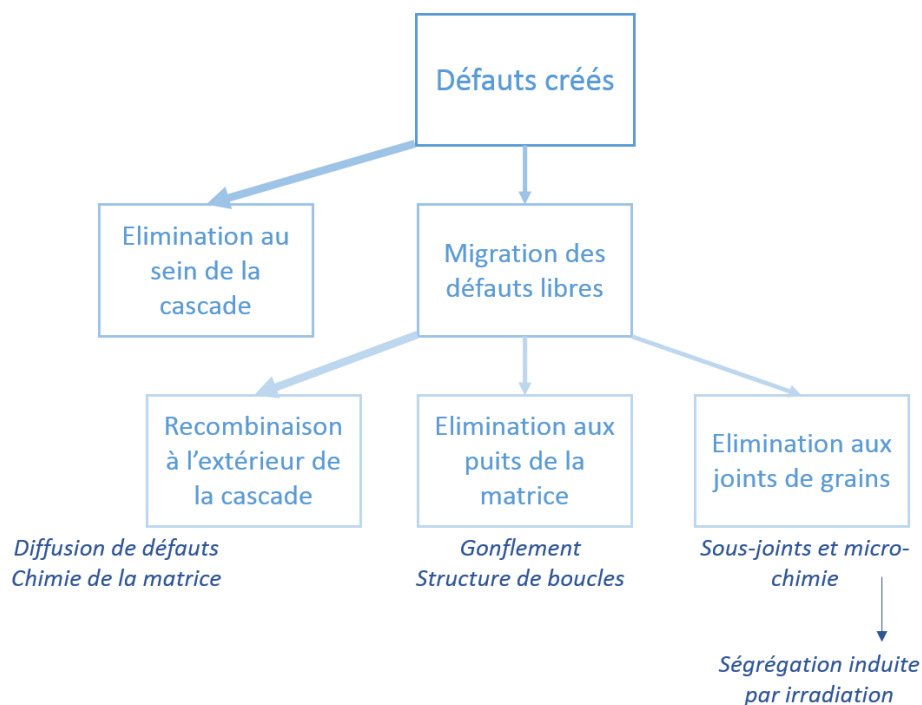 Défauts créés
Elimination au
sein de la
cascade
Migration des
défauts libres
Recombinaison
à l'extérieur de
la cascade
Elimination aux
puits de la
matrice
Elimination aux
joints de grains
Diffusion de défauts
Chimie de la matrice
Gonflement
Structure de boucles
Sous-joints et micro-
chimie
Ségrégation induite
par irradiation